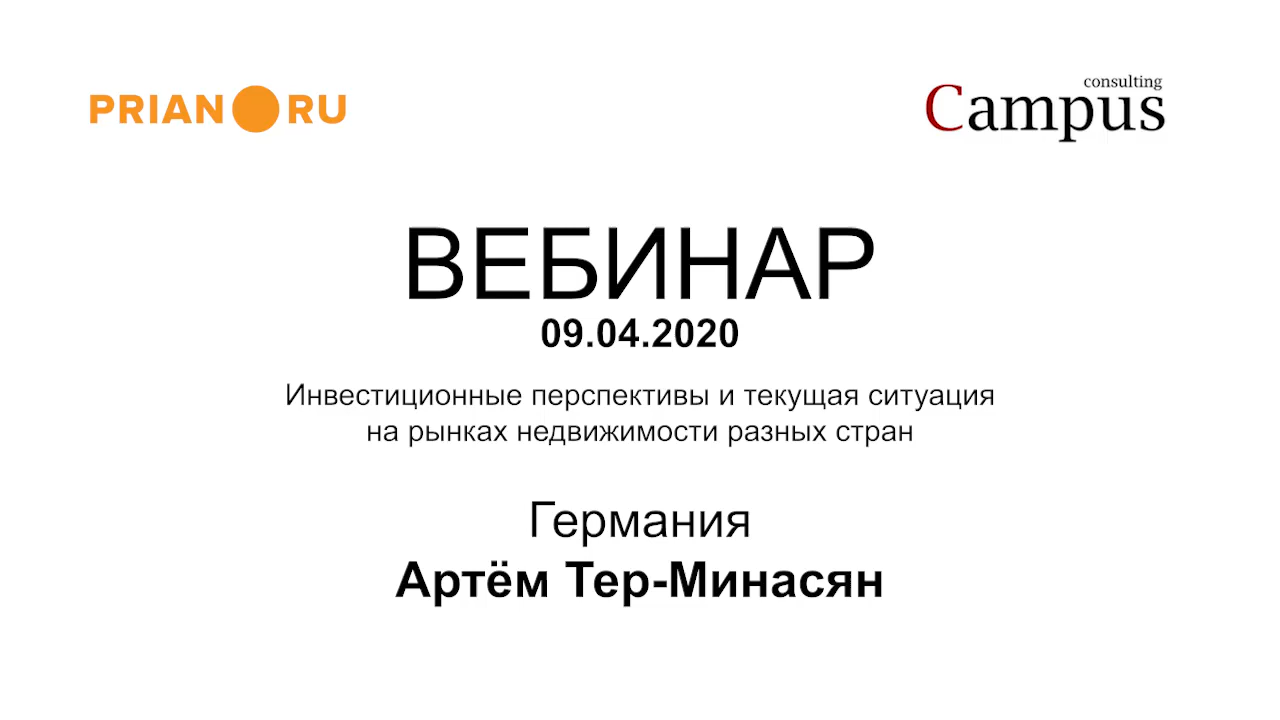 PRIAN RU
consulting
Campus
ВЕБИНАР
09.04.2020
Инвестиционные перспективы и текущая ситуация
на рынках недвижимости разных стран
Германия
Артём Тер-Минасян